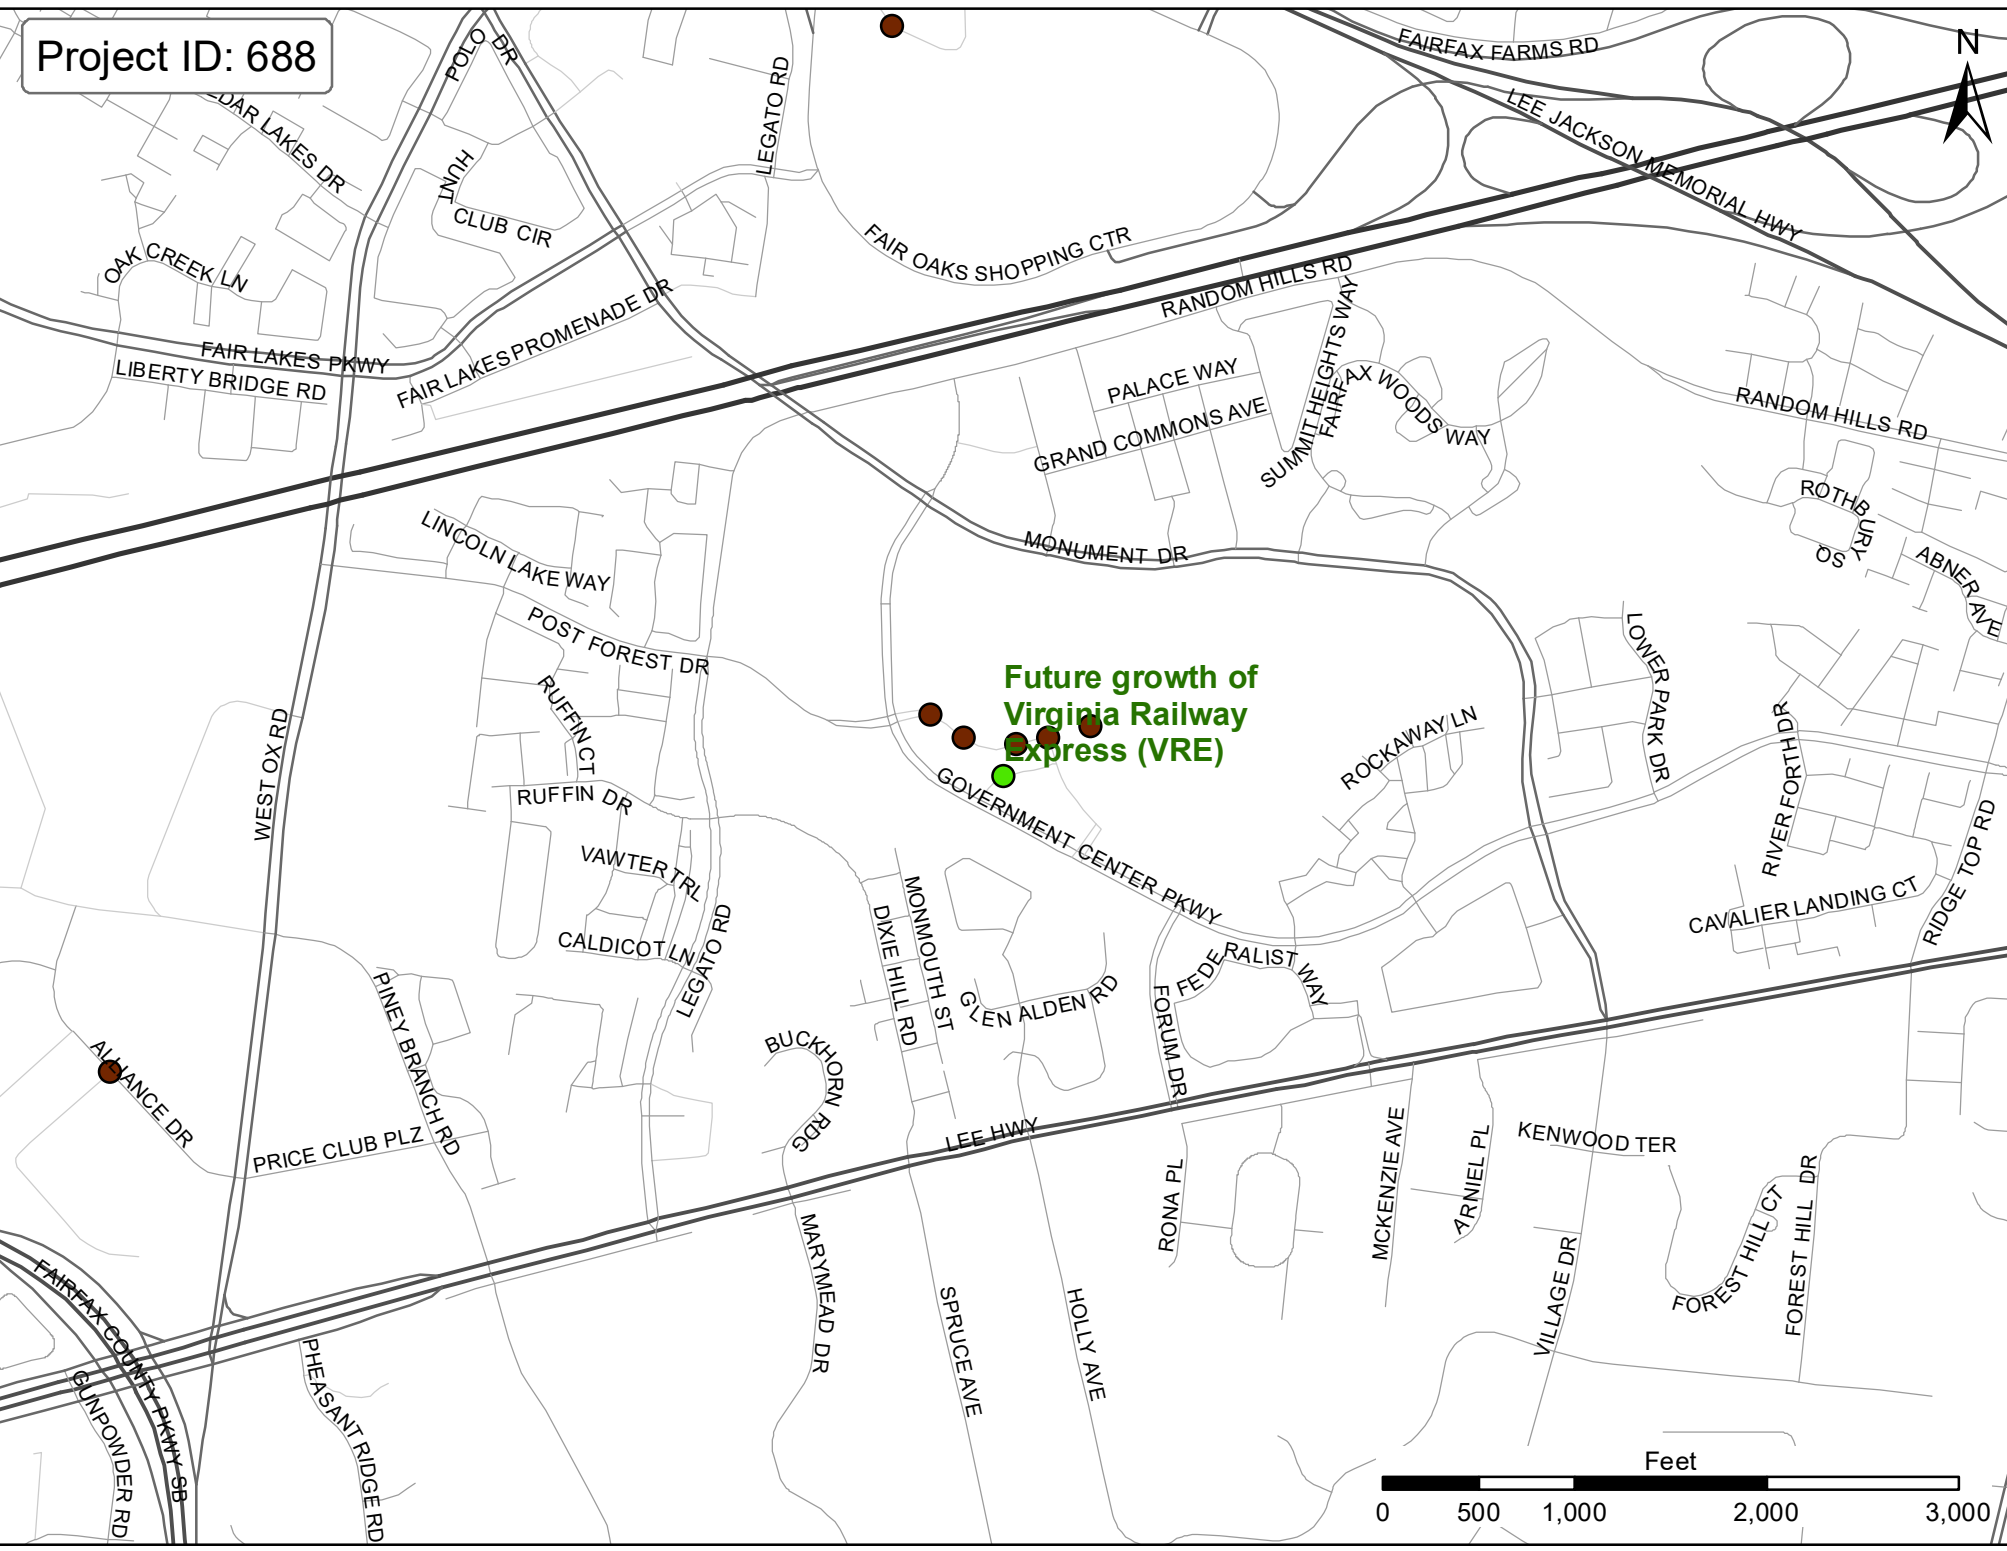 Project ID: 688
N
POLO DR
FAIRFAX FARMS RD
LEGATO RD
LEE JACKSON MEMORIAL HWY
EDAR LAKES DR
HUNT
CLUB CIR
FAIR OAKS SHOPPING CTR
OAK CREEK LN
RANDOM HILLS RD
FAIR LAKES PROMENADE DR
FAIR LAKES PKWY
LIBERTY BRIDGE RD
SUMMIT HEIGHTS WAY
PALACE WAY
FAIRFAX WOODS WAY
GRAND COMMONS AVE
RANDOM HILLS RD
ROTHBURY
SQ
LINCOLN LAKE WAY
MONUMENT DR
ABNER AVE
POST FOREST DR
LOWER PARK DR
Future growth of
Virginia Railway
Express (VRE)
RUFFIN CT
WEST OX RD
ROCKAWAY LN
RIVER FORTH DR
RUFFIN DR
GOVERNMENT CENTER PKWY
VAWTER TRL
RIDGE TOP RD
CAVALIER LANDING CT
MONMOUTH ST
DIXIE HILL RD
CALDICOT LN
LEGATO RD
FEDERALIST WAY
GLEN ALDEN RD
FORUM DR
PINEY BRANCH RD
BUCKHORN
RDG
ALLIANCE DR
PRICE CLUB PLZ
LEE HWY
RONA PL
MCKENZIE AVE
ARNIEL PL
KENWOOD TER
FOREST HILL CT
FOREST HILL DR
VILLAGE DR
MARYMEAD DR
SPRUCE AVE
HOLLY AVE
FAIRFAX COUNTY PKWY SB
GUNPOWDER RD
PHEASANT RIDGE RD
Feet
0 500 1,000 2,000 3,000